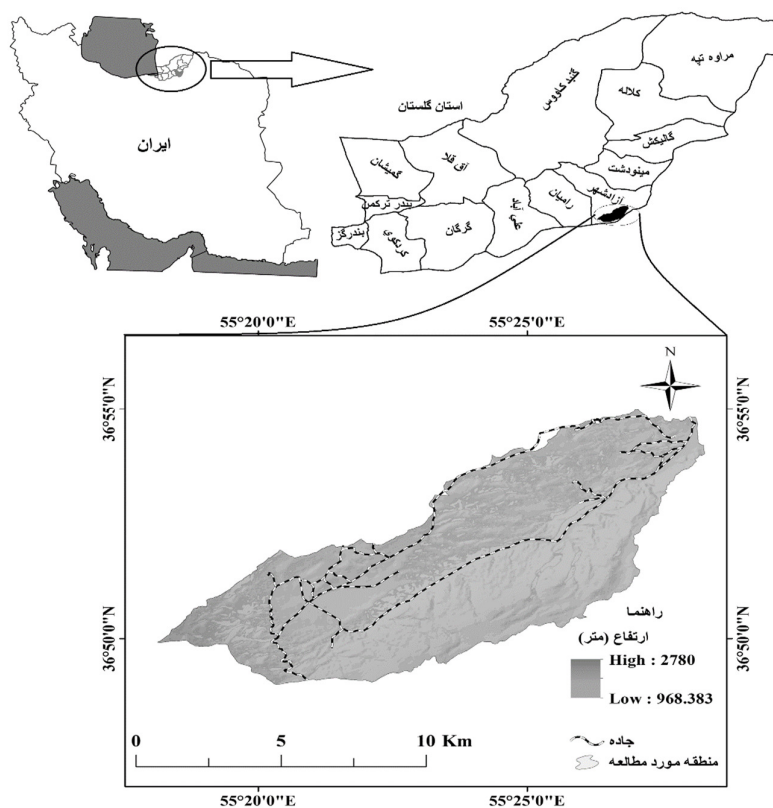 ایران
استان گلستان
مراوه تپه
گنبد کاووس
کلاله
گالیکش
مینودشت
آزادشهر
رامیان
علی آباد
آق قلا
گمیشان
بندر ترکمن
بندرگز
کردکوی
گرگان
55°20'0"E
55°25'0"E
N
36°55'0"N
36°55'0"N
36°50'0"N
36°50'0"N
راهنما
ارتفاع (متر)
High : 2780
Low : 968.383
جاده
منطقه مورد مطالعه
0 5 10 Km
55°20'0"E
55°25'0"E